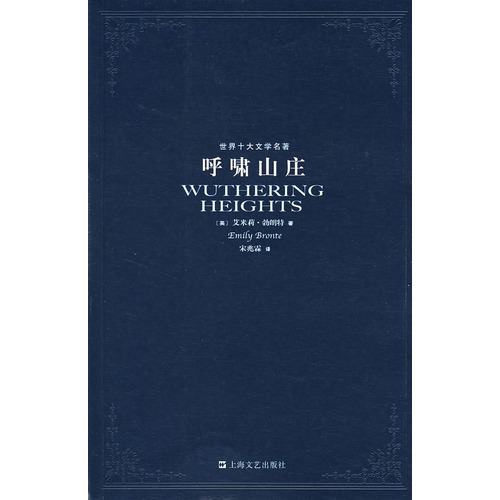 世界十大文学名著
呼啸山庄
WUTHERING
HEIGHTS
［英］艾米莉·勃朗特 著
Emily Bronte
宋兆霖 译
上海文艺出版社